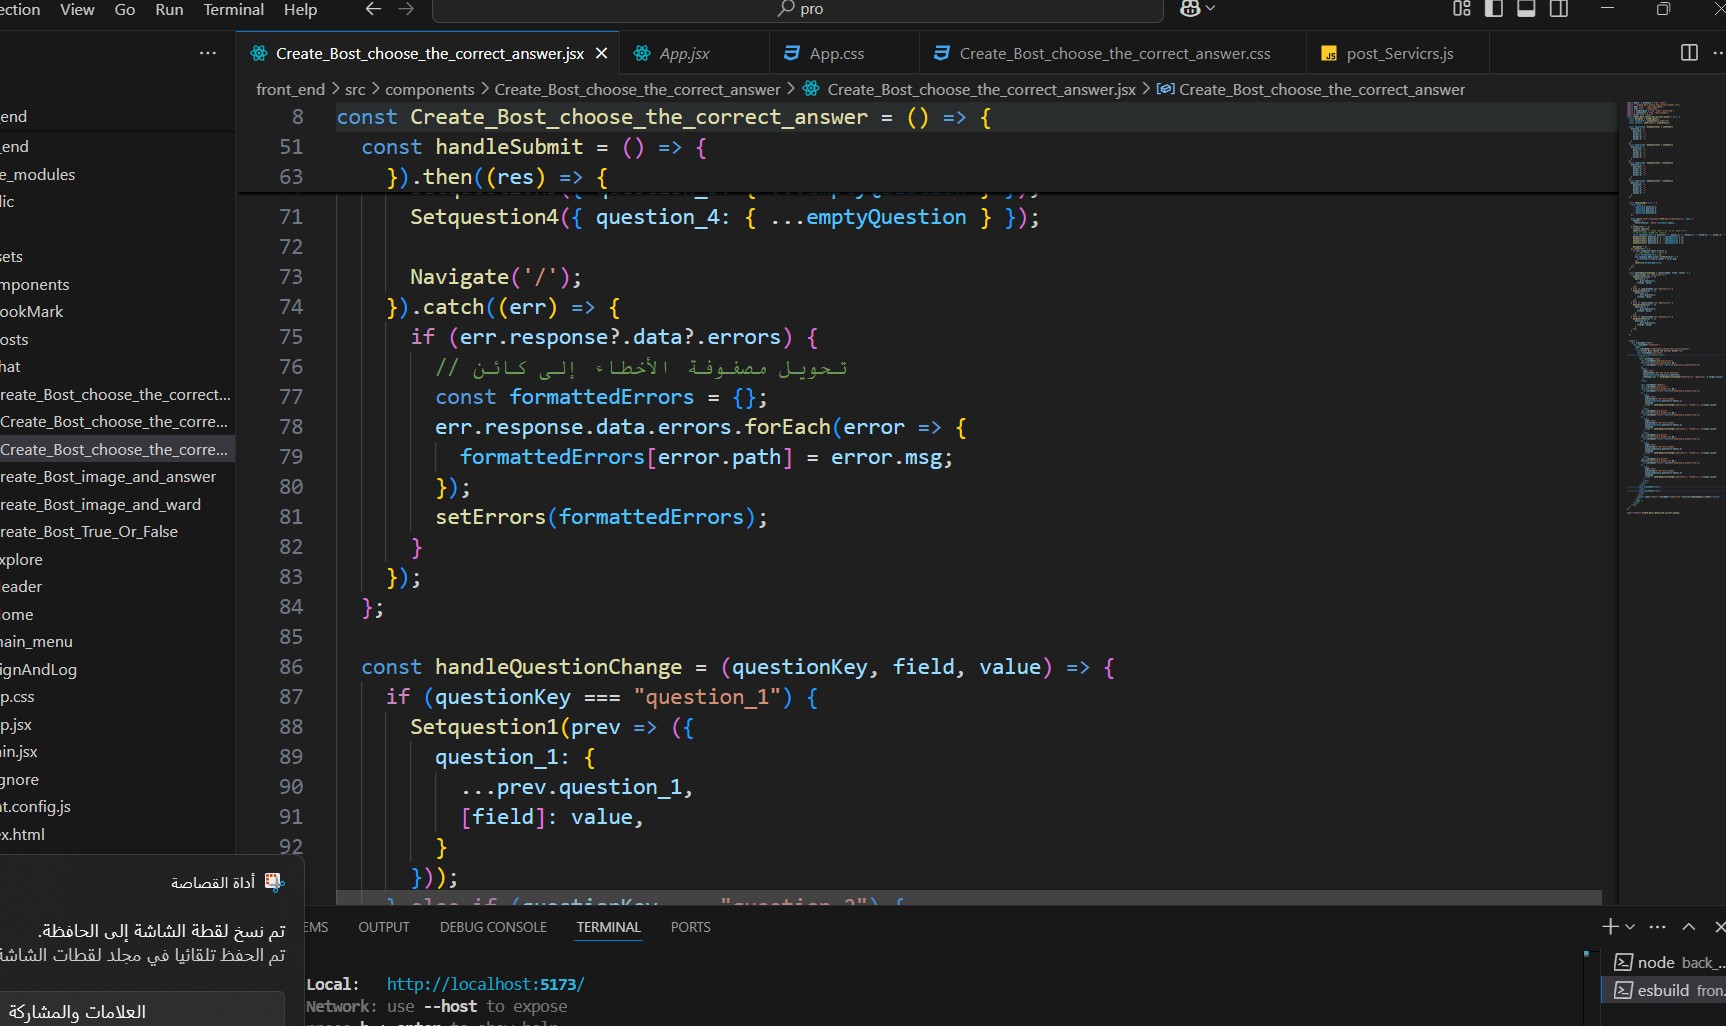 ection View Go Run Terminal Help
pro
Create_Bost_choose_the_correct_answer.jsx
App.jsx
App.css
Create_Bost_choose_the_correct_answer.css
JS post_Servicrs.js
front_end > src > components > Create_Bost_choose_the_correct_answer > Create_Bost_choose_the_correct_answer.jsx > Create_Bost_choose_the_correct_answer
end
_end
e_modules
lic
sets
mponents
ookMark
osts
hat
reate_Bost_choose_the_correct...
Create_Bost_choose_the_corre...
Create_Bost_choose_the_corre...
reate_Bost_image_and_answer
reate_Bost_image_and_ward
reate_Bost_True_Or_False
xplore
eader
ome
nain_menu
ignAndLog
p.css
p.jsx
in.jsx
gnore
t.config.js
x.html
8 const Create_Bost_choose_the_correct_answer = () => {
51 const handleSubmit = () => {
63 }).then((res) => {
71 Setquestion4({ question_4: { ...emptyQuestion } });
72
73 Navigate('/');
74 }).catch((err) => {
75 if (err.response?.data?.errors) {
76 // تحويل مصفوفة الأخطاء إلى كائن
77 const formattedErrors = {};
78 err.response.data.errors.forEach(error => {
79 formattedErrors[error.path] = error.msg;
80 });
81 setErrors(formattedErrors);
82 }
83 });
84 };
85
86 const handleQuestionChange = (questionKey, field, value) => {
87 if (questionKey === "question_1") {
88 Setquestion1(prev => ({
89 question_1: {
90 ...prev.question_1,
91 [field]: value,
92 }
}));
أداة القصاصة
تم نسخ لقطة الشاشة إلى الحافظة.
تم الحفظ تلقائيا في مجلد لقطات الشاشة
العلامات والمشاركة
EMS OUTPUT DEBUG CONSOLE TERMINAL PORTS
Local: http://localhost:5173/
Network: use --host to expose
node back_...
esbuild fron...